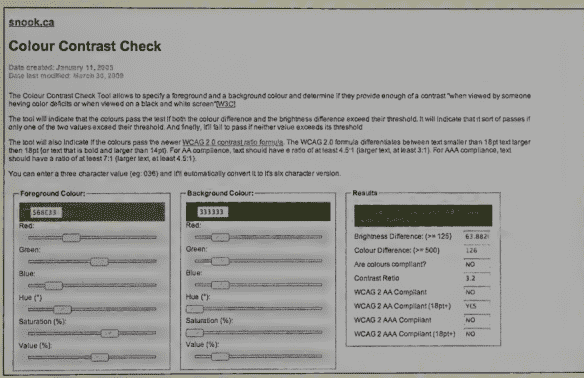 snook.ca
Colour Contrast Check
Date created: January 11, 2005
Date last modified: March 30, 2009
The Colour Contrast Check Tool allows to specify a foreground and a background colour and determine if they provide enough of a contrast "when viewed by someone
having color deficits or when viewed on a black and white screen"[W3C]
The tool will indicate that the colours pass the test if both the colour difference and the brightness difference exceed their threshold. It will indicate that it sort of passes if
only one of the two values exceed their threshold. And finally, it'll fail to pass if neither value exceeds its threshold
The tool will also indicate if the colours pass the newer WCAG 2.0 contrast ratio formula. The WCAG 2.0 formula differentiates between text smaller than 18pt text larger
then 18pt (or text that is bold and larger than 14pt). For AA compliance, text should have a ratio of at least 4.5:1 (larger text, at least 3:1). For AAA compliance, text
should have a ratio of at least 7:1 (larger text, at least 4.5:1).
You can enter a three character value (eg: 036) and it'll automatically convert it to it's six character version.
Foreground Colour:
Red:
Green:
Blue:
Hue (°)
Saturation (%):
Value (%):
Background Colour:
333333
Red:
Green:
Blue:
Hue (°):
Saturation (%):
Value (%):
Results
Brightness Difference: (>= 125)
Colour Difference: (>= 500) 126
Are colours compliant? NO
Contrast Ratio 3.2
WCAG 2 AA Compliant NO
WCAG 2 AA Compliant (18pt+) YES
WCAG 2 AAA Compliant NO
WCAG 2 AAA Compliant (18pt+) NO